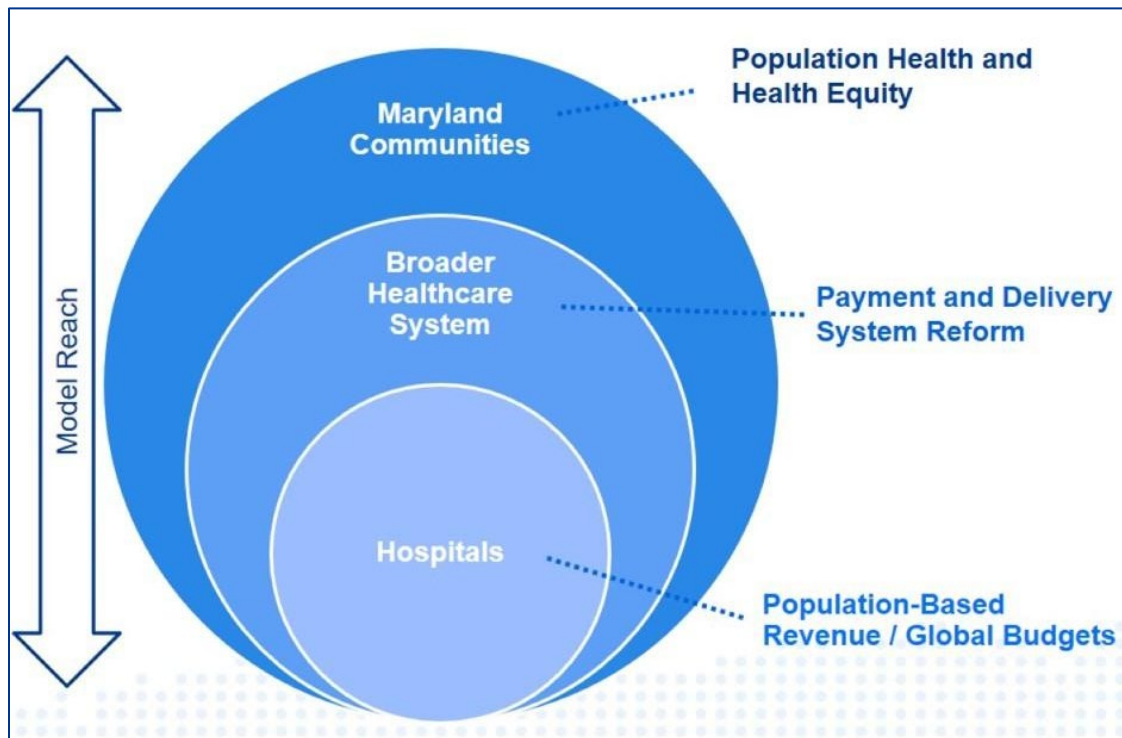 Population Health and
Health Equity
Maryland
Communities
Broader
Healthcare
System
Payment and Delivery
System Reform
Model Reach
Hospitals
Population-Based
Revenue / Global Budgets